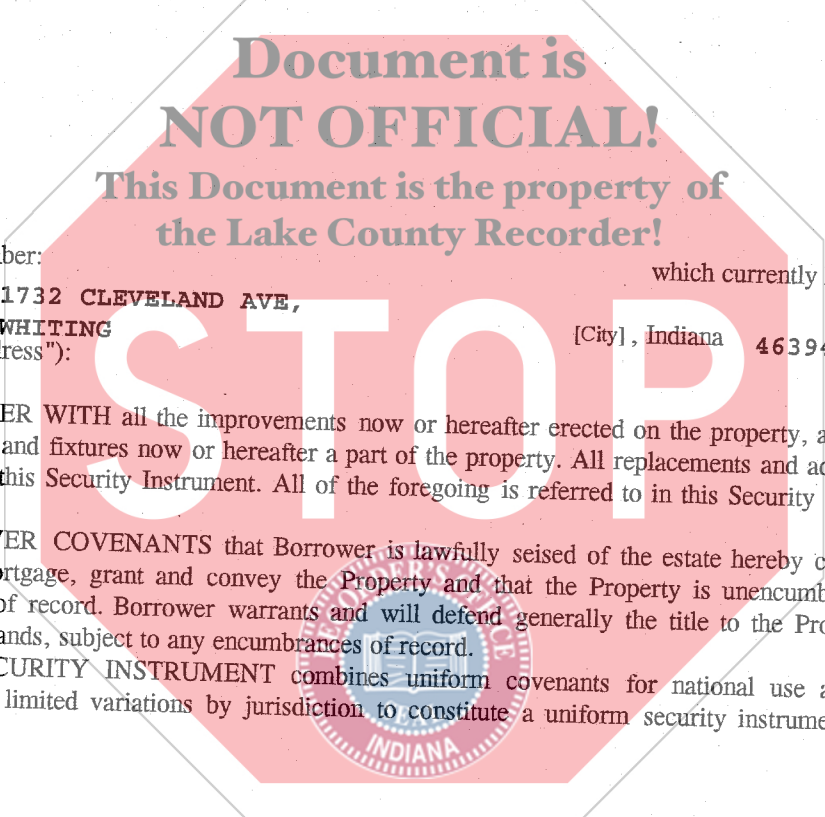 Document is
NOT OFFICIAL!
This Document is the property of
the Lake County Recorder!
ber:
which currently
1732 CLEVELAND AVE,
WHITING
[City] , Indiana 46394
ress"):
STOP
ER WITH all the improvements now or hereafter erected on the property, a
and fixtures now or hereafter a part of the property. All replacements and ad
this Security Instrument. All of the foregoing is referred to in this Security
ER COVENANTS that Borrower is lawfully seised of the estate hereby c
rtgage, grant and convey the Property and that the Property is unencumb
of record. Borrower warrants and will defend generally the title to the Pro
ands, subject to any encumbrances of record.
CURITY INSTRUMENT combines uniform covenants for national use a
limited variations by jurisdiction to constitute a uniform security instrume
RECORDER'S OFFICE
SEAL
INDIANA